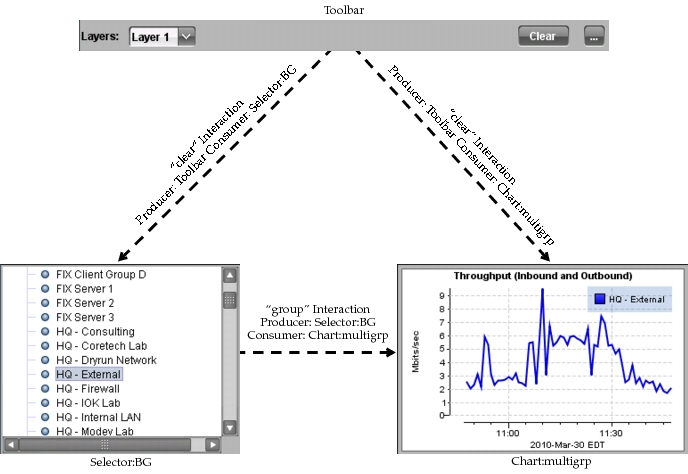 Toolbar
Layers: Layer 1 Clear ...
"clear" Interaction
Producer: Toolbar Consumer: Selector:BG
"clear" Interaction
Producer: Toolbar Consumer: Chart:multigrp
FIX Client Group D
FIX Server 1
FIX Server 2
FIX Server 3
HQ - Consulting
HQ - Coretech Lab
HQ - Dryrun Network
HQ - External
HQ - Firewall
HQ - IOK Lab
HQ - Internal LAN
HQ - Modev Lab
Selector:BG
"group" Interaction
Producer: Selector:BG
Consumer: Chart:multigrp
Throughput (Inbound and Outbound)
HQ - External
Mbits/sec
9
8
7
6
5
4
3
2
1
0
11:00 11:30
2010-Mar-30 EDT
Chart:multigrp